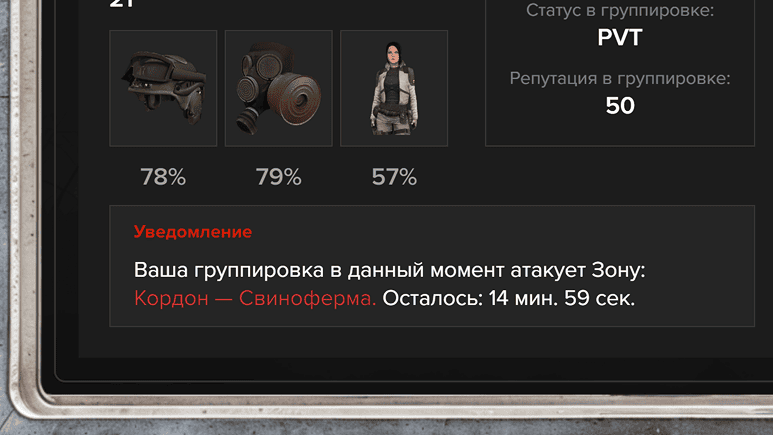 Статус в группировке:
PVT
Репутация в группировке:
50
78% 79% 57%
Уведомление
Ваша группировка в данный момент атакует Зону:
Кордон — Свиноферма. Осталось: 14 мин. 59 сек.